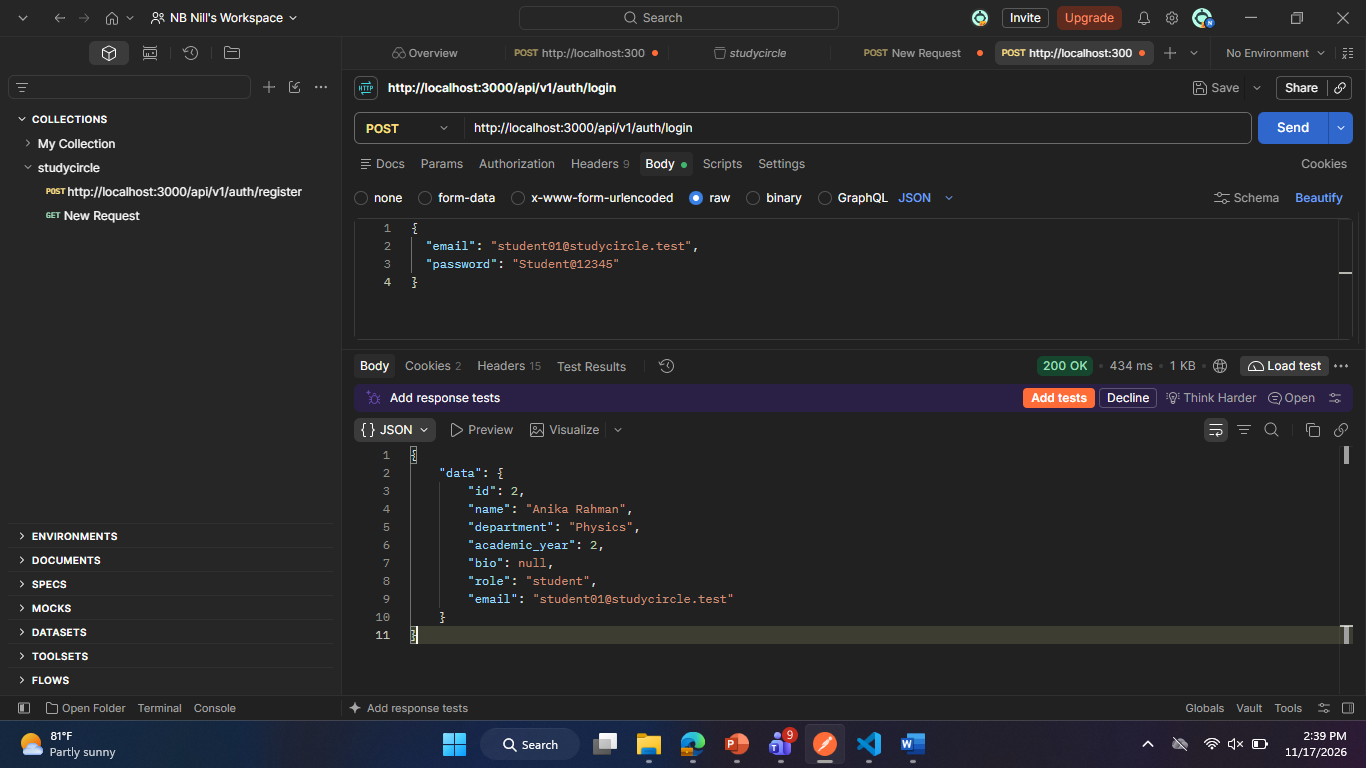 NB Nill's Workspace
Search
Invite
Upgrade
Overview
POST http://localhost:300
studycircle
POST New Request
POST http://localhost:300
No Environment
http://localhost:3000/api/v1/auth/login
Save
Share
COLLECTIONS
My Collection
studycircle
POST http://localhost:3000/api/v1/auth/register
GET New Request
POST
http://localhost:3000/api/v1/auth/login
Send
Docs
Params
Authorization
Headers 9
Body
Scripts
Settings
Cookies
none
form-data
x-www-form-urlencoded
raw
binary
GraphQL
JSON
Schema
Beautify
1 {
2 "email": "student01@studycircle.test",
3 "password": "Student@12345"
4 }
Body
Cookies 2
Headers 15
Test Results
200 OK
434 ms
1 KB
Load test
Add response tests
Add tests
Decline
Think Harder
Open
{} JSON
Preview
Visualize
1 {
2 "data": {
3 "id": 2,
4 "name": "Anika Rahman",
5 "department": "Physics",
6 "academic_year": 2,
7 "bio": null,
8 "role": "student",
9 "email": "student01@studycircle.test"
10 }
11 }
ENVIRONMENTS
DOCUMENTS
SPECS
MOCKS
DATASETS
TOOLSETS
FLOWS
Open Folder
Terminal
Console
Add response tests
Globals
Vault
Tools
81°F
Partly sunny
Search
9
2:39 PM
11/17/2026